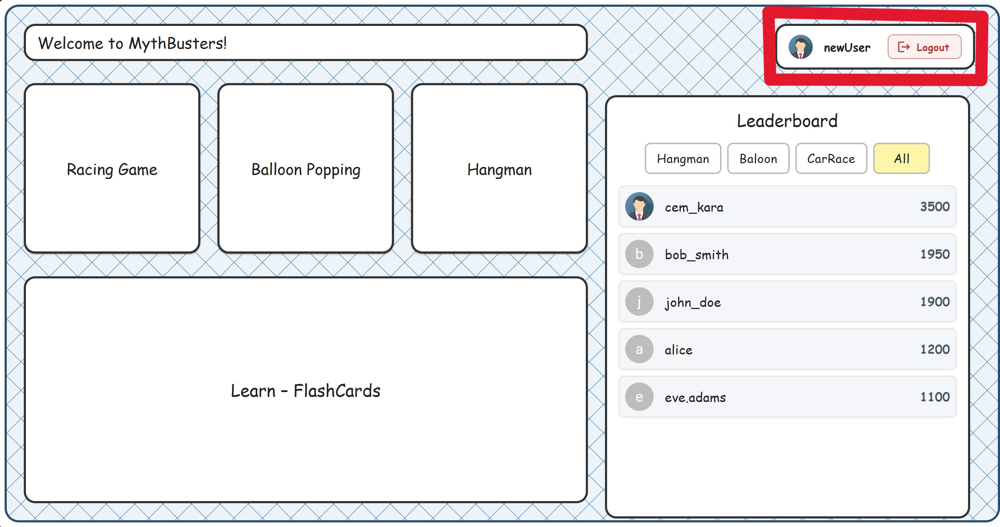 Welcome to MythBusters!
newUser
Logout
Racing Game
Balloon Popping
Hangman
Learn - FlashCards
Leaderboard
Hangman
Baloon
CarRace
All
cem_kara 3500
b bob_smith 1950
j john_doe 1900
a alice 1200
e eve.adams 1100